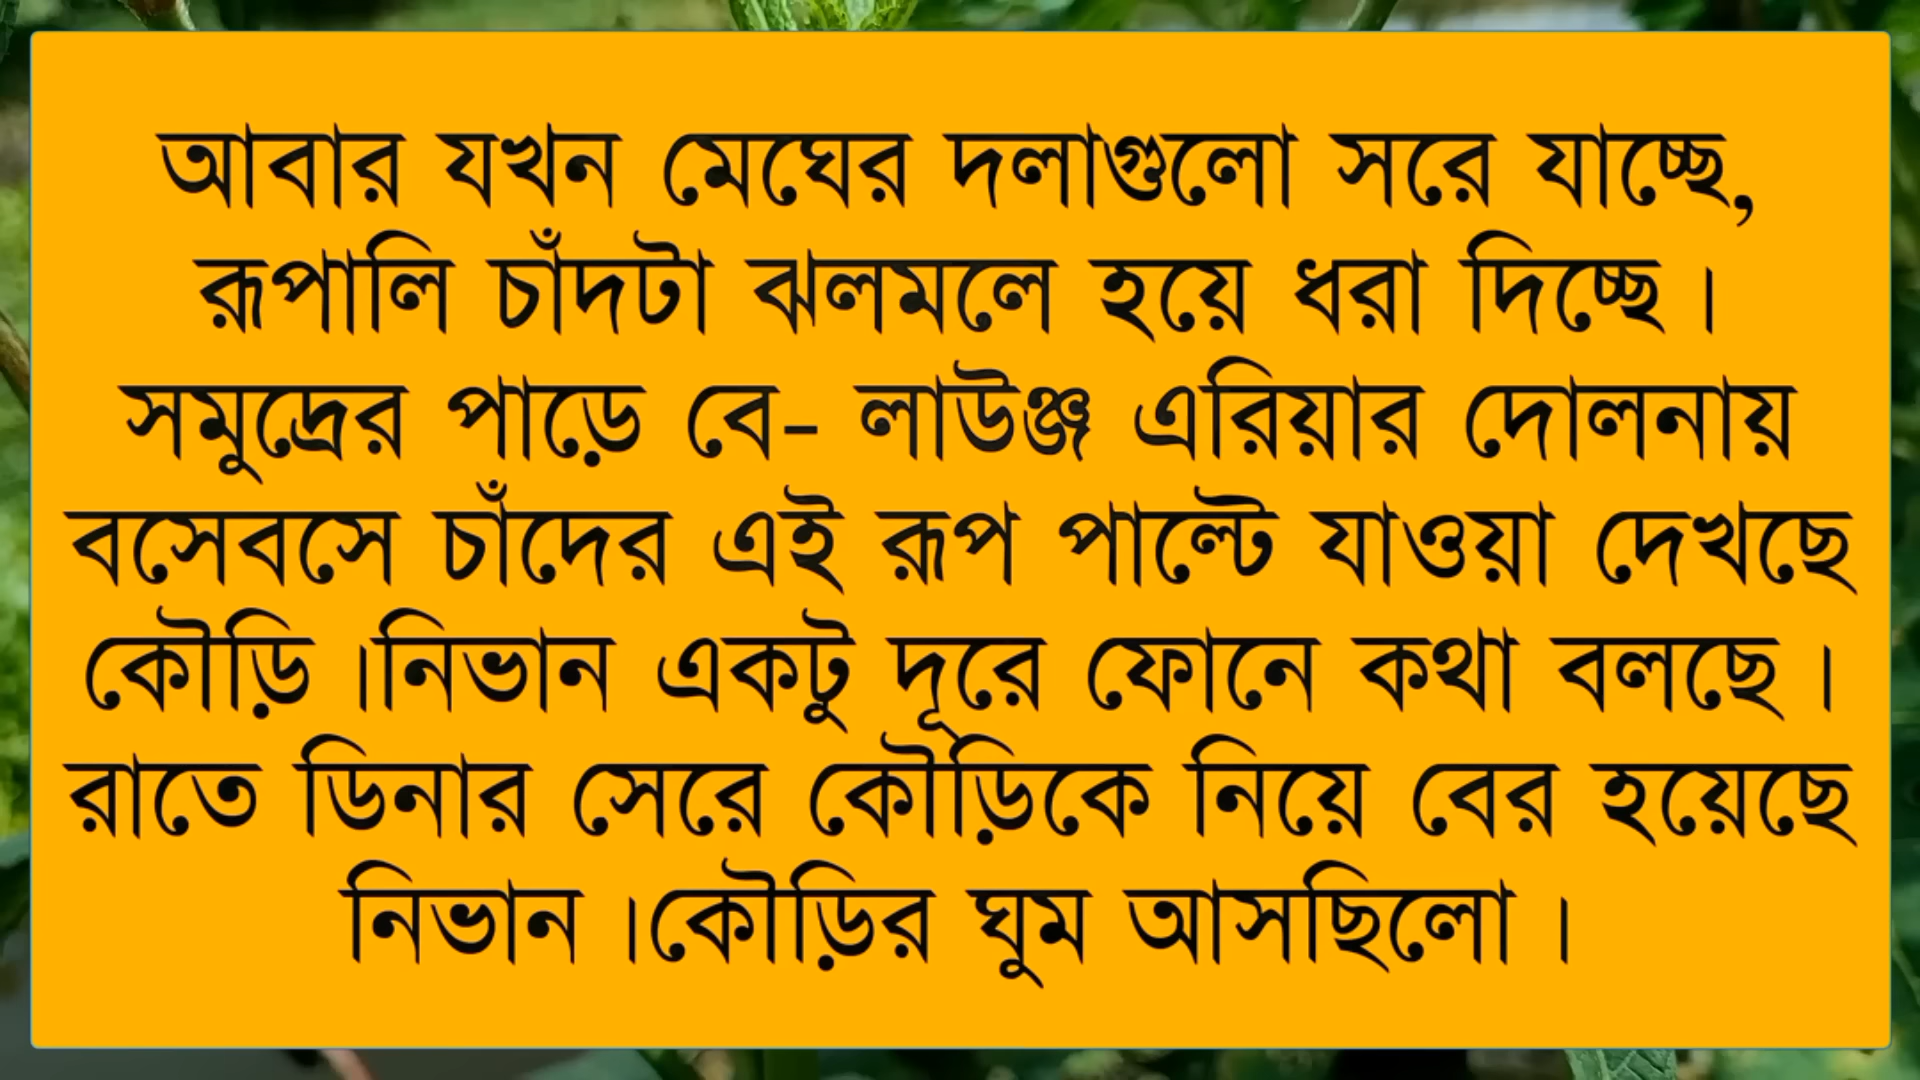 আবার যখন মেঘের দলাগুলো সরে যাচ্ছে,
রূপালি চাঁদটা ঝলমলে হয়ে ধরা দিচ্ছে।
সমুদ্রের পাড়ে বে- লাউঞ্জ এরিয়ার দোলনায়
বসেবসে চাঁদের এই রূপ পাল্টে যাওয়া দেখছে
কৌড়ি ।নিভান একটু দূরে ফোনে কথা বলছে।
রাতে ডিনার সেরে কৌড়িকে নিয়ে বের হয়েছে
নিভান ।কৌড়ির ঘুম আসছিলো।